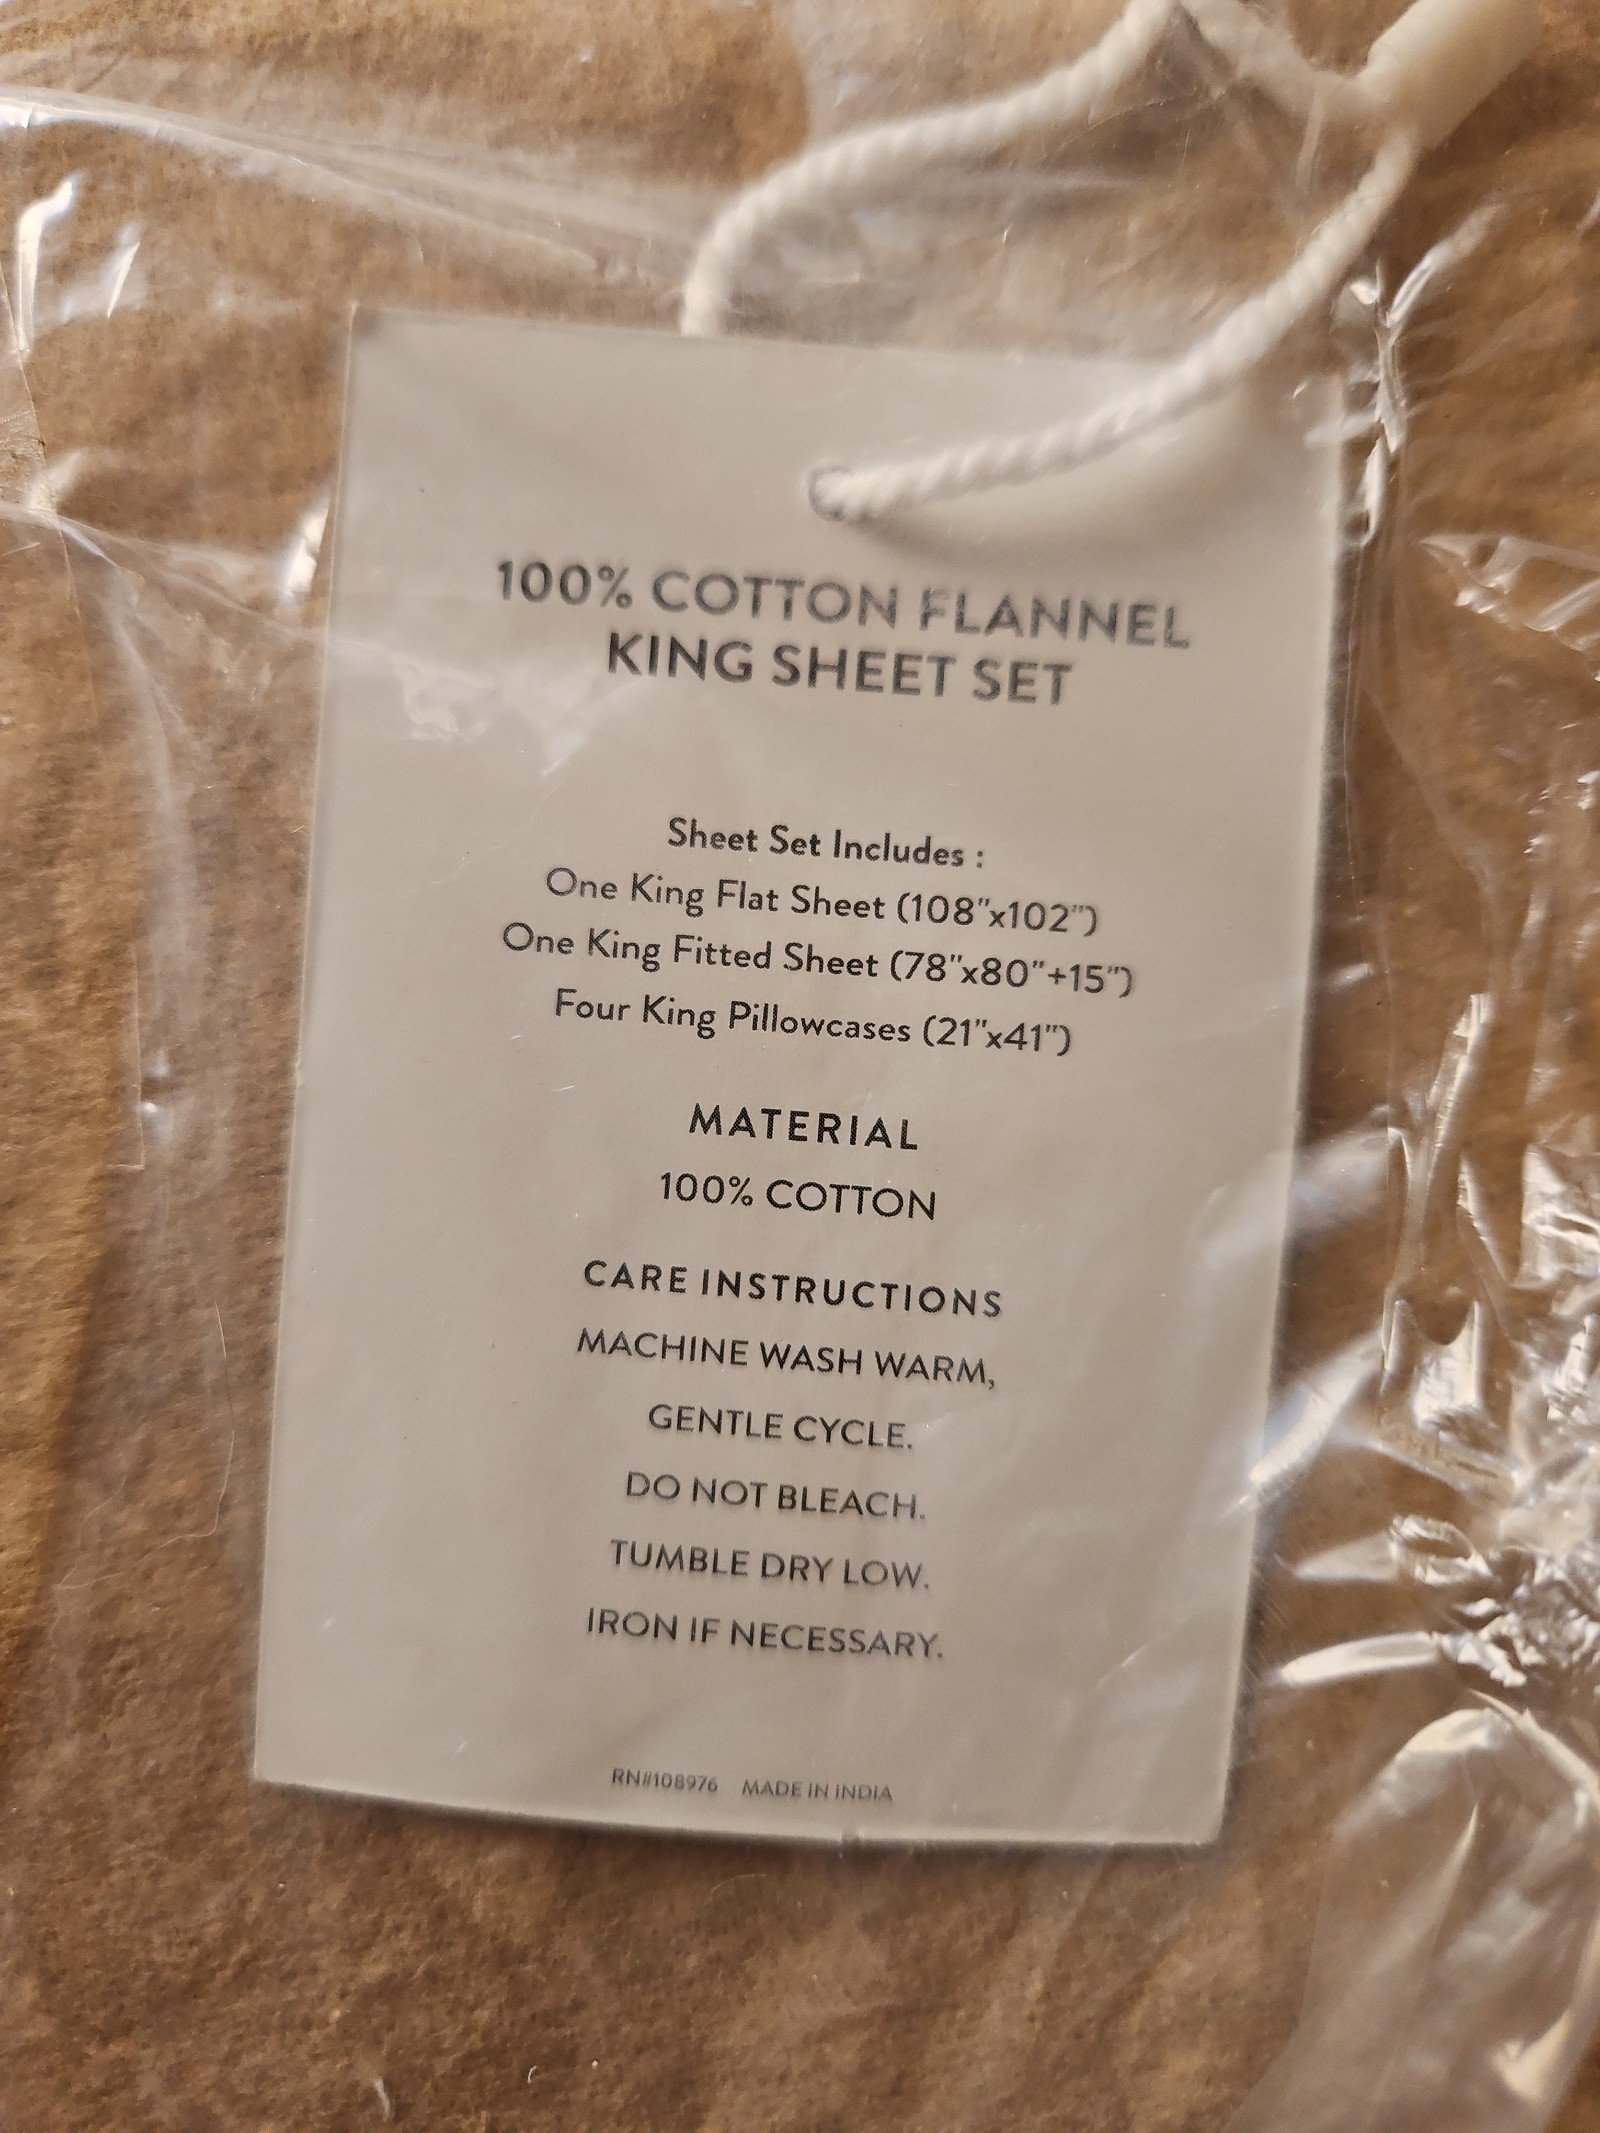 100% COTTON FLANNEL
KING SHEET SET
Sheet Set Includes :
One King Flat Sheet (108"x102")
One King Fitted Sheet (78"x80"+15")
Four King Pillowcases (21"x41")
MATERIAL
100% COTTON
CARE INSTRUCTIONS
MACHINE WASH WARM,
GENTLE CYCLE.
DO NOT BLEACH.
TUMBLE DRY LOW.
IRON IF NECESSARY.
RN#108976 MADE IN INDIA